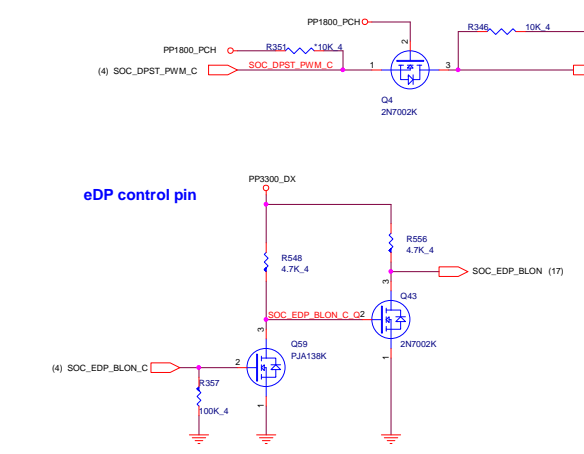 PP1800_PCH
R346
R351
*10K_4
PP1800_PCH
2
SOC_DPST_PWM_C
(4) SOC_DPST_PWM_C
1
3
Q4
2N7002K
PP3300_DX
eDP control pin
R548
4.7K_4
R556
4.7K_4
SOC_EDP_BLON (17)
3
Q43
SOC_EDP_BLON_C_Q
2
3
2N7002K
Q59
PJA138K
(4) SOC_EDP_BLON_C
2
1
R357
100K_4
1